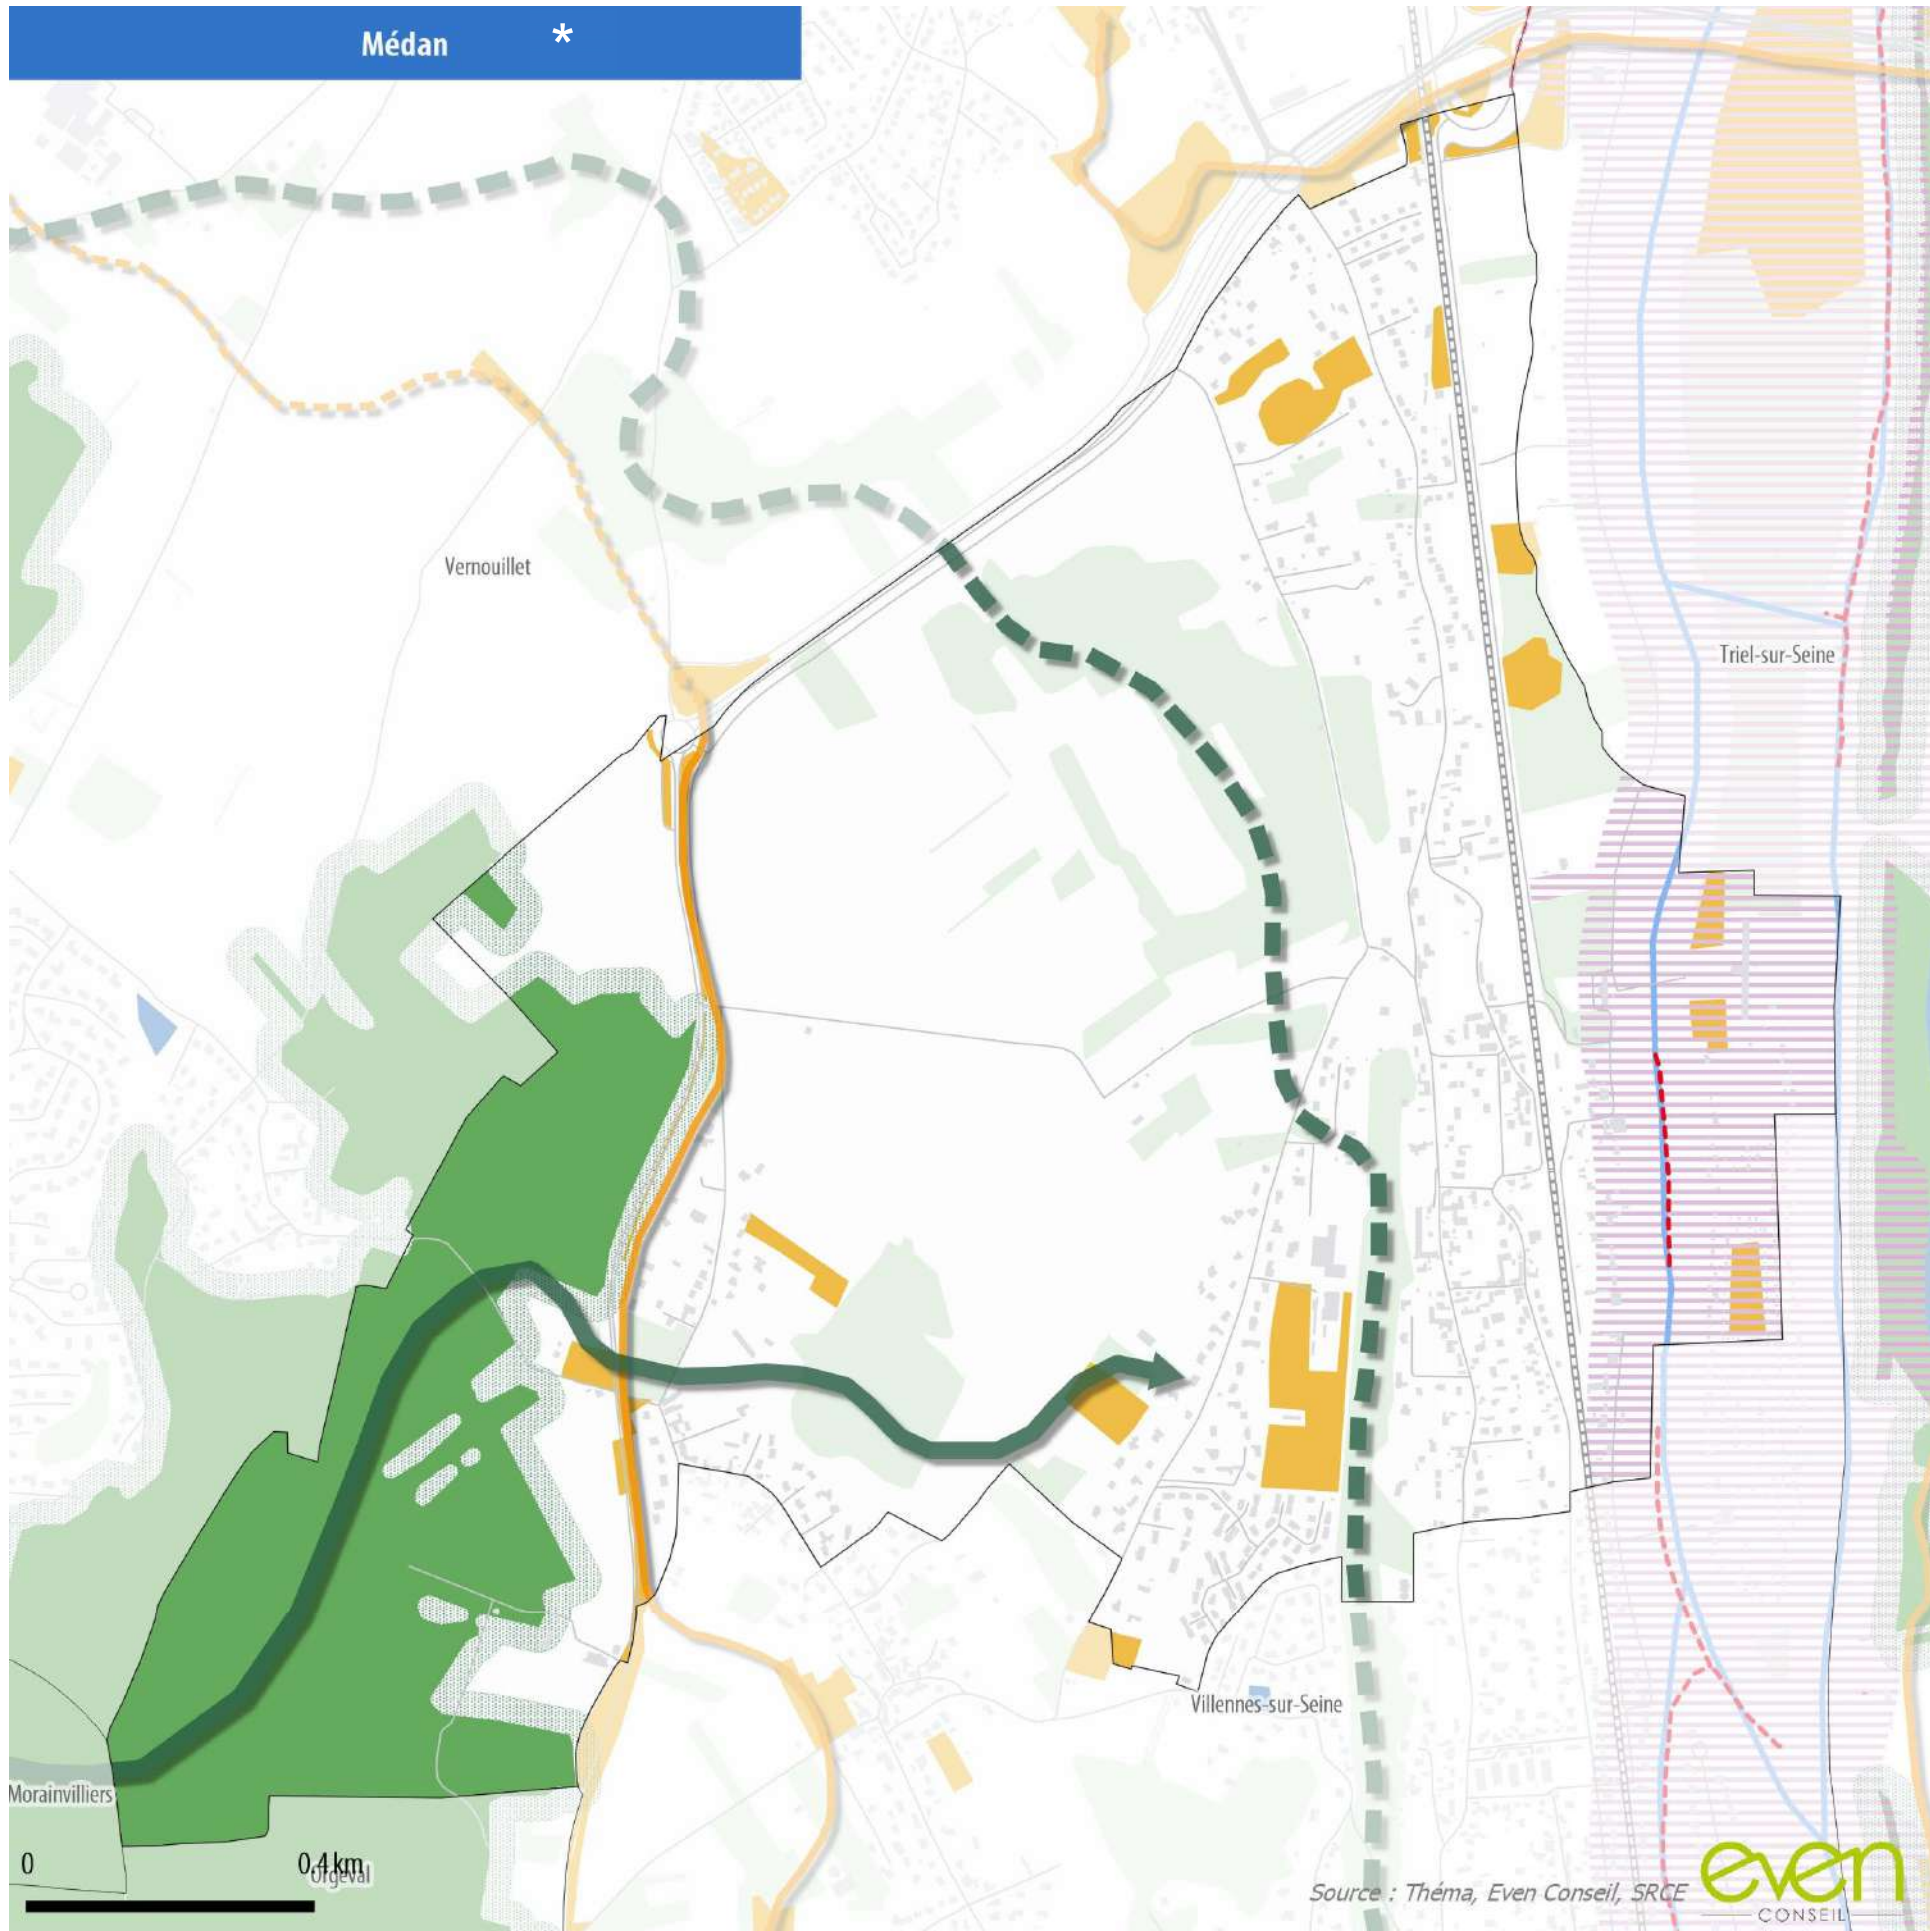 Médan *
Vernouillet
Triel-sur-Seine
Villennes-sur-Seine
Morainvilliers
0 0.4 km
Orgeval
Source : Théma, Even Conseil, SRCE
even
CONSEIL